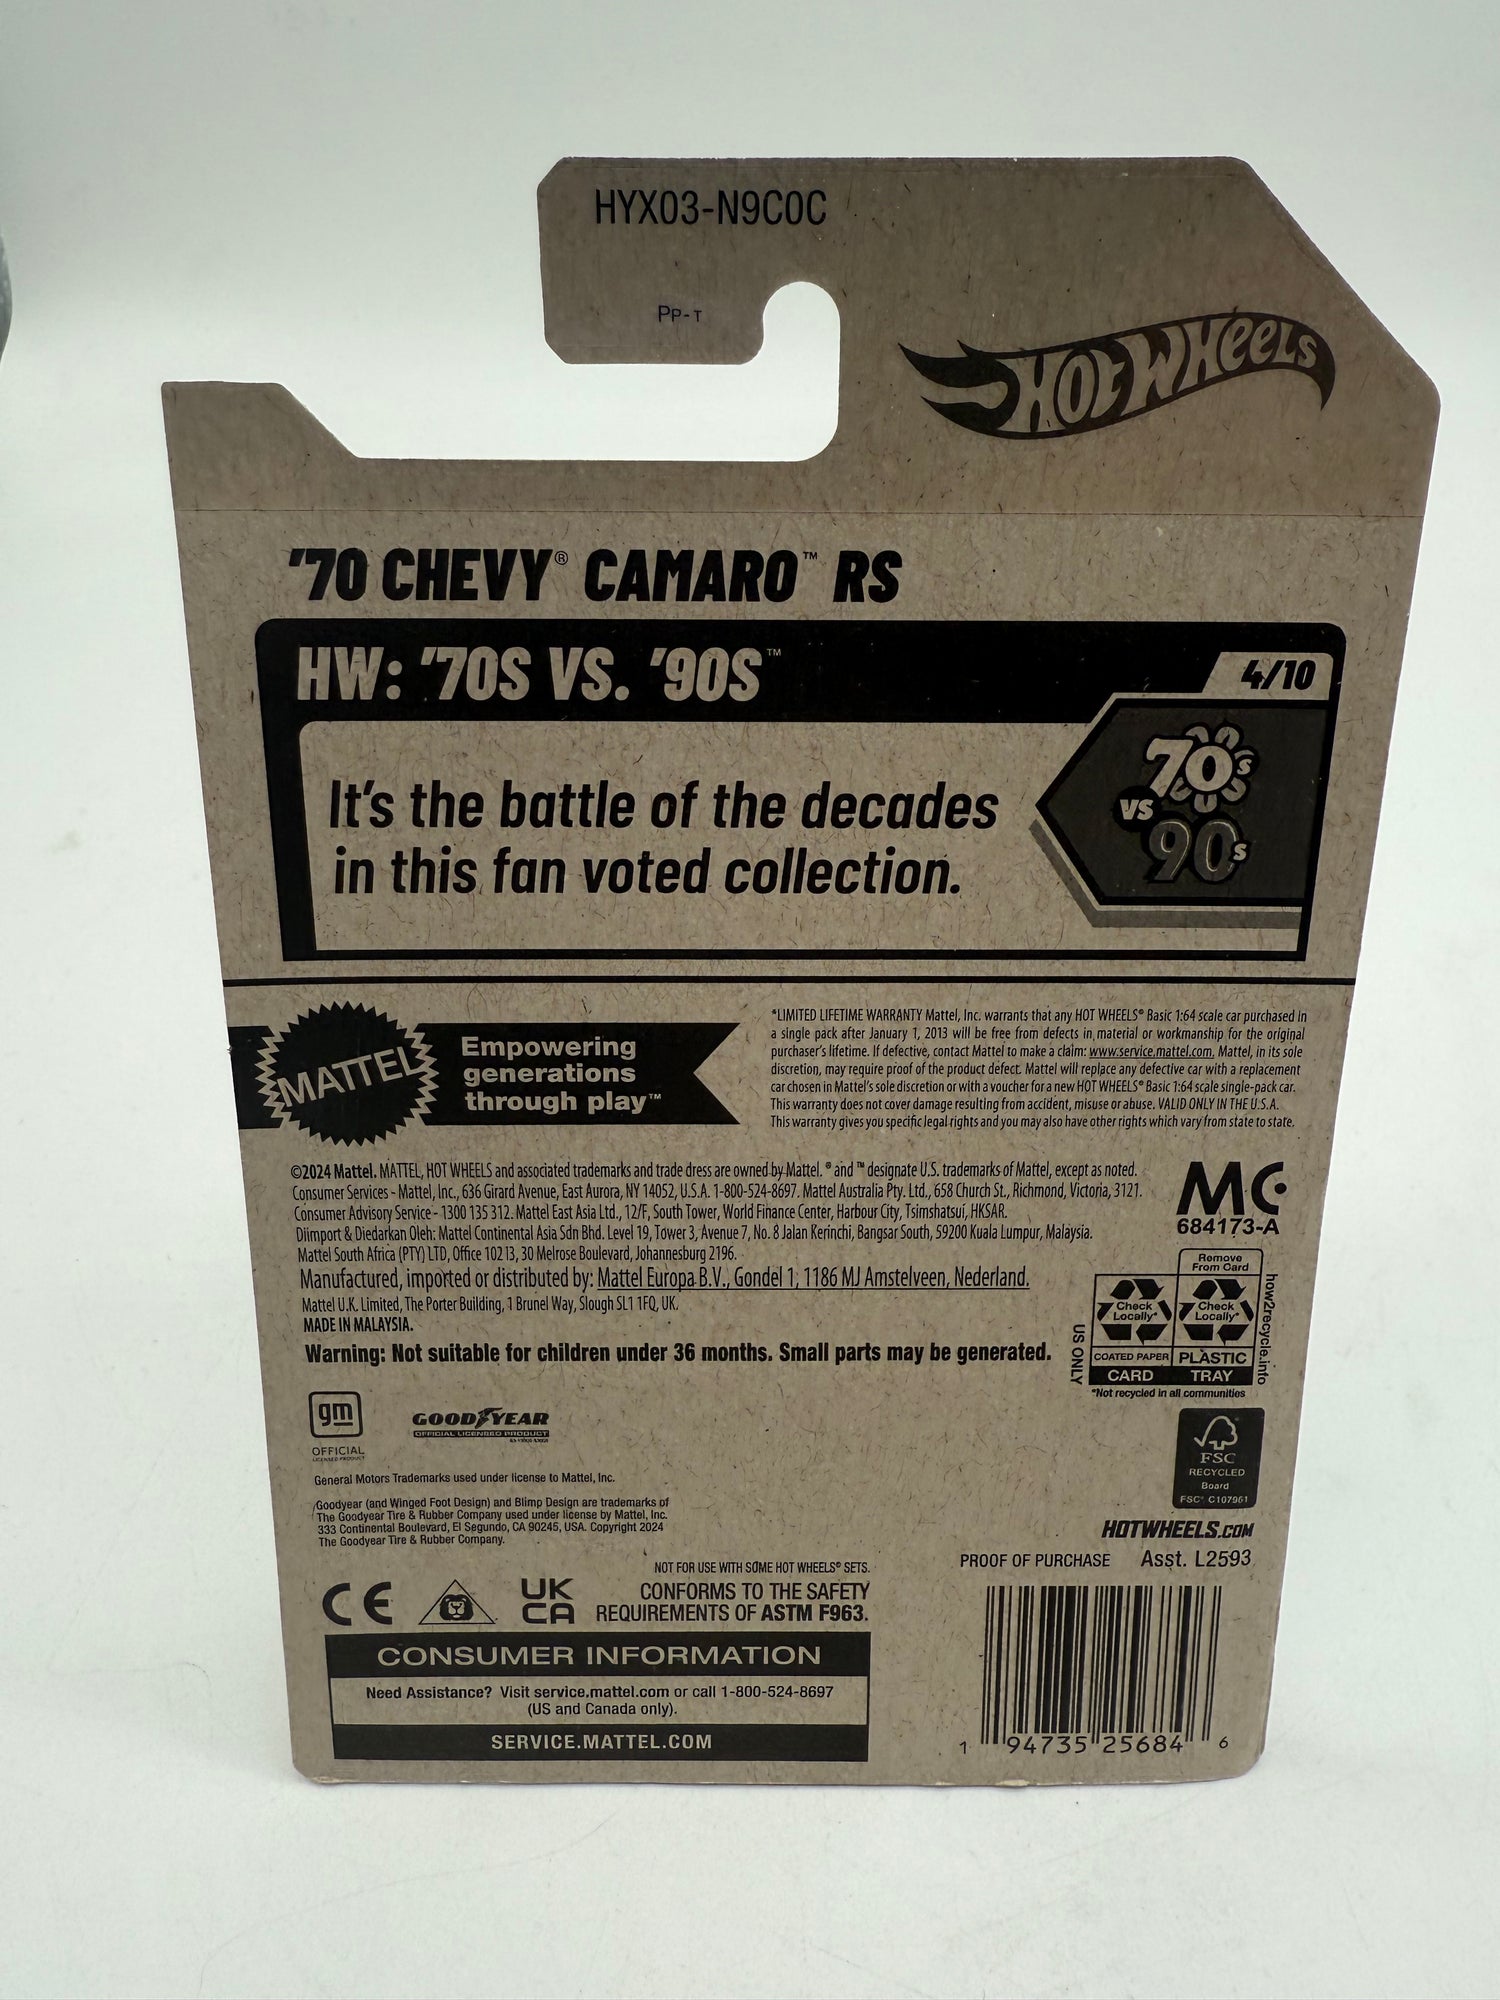 HYX03-N9C0C
PP-T
HOT WHEELS
'70 CHEVY® CAMARO™ RS
HW: '70S VS. '90S™
4/10
70s
vs
90s
It's the battle of the decades
in this fan voted collection.
MATTEL
Empowering
generations
through play™
*LIMITED LIFETIME WARRANTY Mattel, Inc. warrants that any HOT WHEELS® Basic 1:64 scale car purchased in
a single pack after January 1, 2013 will be free from defects in material or workmanship for the original
purchaser's lifetime. If defective, contact Mattel to make a claim: www.service.mattel.com. Mattel, in its sole
discretion, may require proof of the product defect. Mattel will replace any defective car with a replacement
car chosen in Mattel's sole discretion or with a voucher for a new HOT WHEELS® Basic 1:64 scale single-pack car.
This warranty does not cover damage resulting from accident, misuse or abuse. VALID ONLY IN THE U.S.A.
This warranty gives you specific legal rights and you may also have other rights which vary from state to state.
©2024 Mattel. MATTEL, HOT WHEELS and associated trademarks and trade dress are owned by Mattel. ® and ™ designate U.S. trademarks of Mattel, except as noted.
Consumer Services - Mattel, Inc., 636 Girard Avenue, East Aurora, NY 14052, U.S.A. 1-800-524-8697. Mattel Australia Pty. Ltd., 658 Church St., Richmond, Victoria, 3121.
Consumer Advisory Service - 1300 135 312. Mattel East Asia Ltd., 12/F, South Tower, World Finance Center, Harbour City, Tsimshatsui, HKSAR.
Diimport & Diedarkan Oleh: Mattel Continental Asia Sdn Bhd. Level 19, Tower 3, Avenue 7, No. 8 Jalan Kerinchi, Bangsar South, 59200 Kuala Lumpur, Malaysia.
Mattel South Africa (PTY) LTD, Office 102 13, 30 Melrose Boulevard, Johannesburg 2196.
Manufactured, imported or distributed by: Mattel Europa B.V., Gondel 1, 1186 MJ Amstelveen, Nederland.
Mattel U.K. Limited, The Porter Building, 1 Brunel Way, Slough SL1 1FQ, UK.
MADE IN MALAYSIA.
Warning: Not suitable for children under 36 months. Small parts may be generated.
MC
684173-A
Remove
From Card
Check
Locally*
Check
Locally*
COATED PAPER
PLASTIC
CARD
TRAY
*Not recycled in all communities
US ONLY
how2recycle.info
gm
OFFICIAL
LICENSED PRODUCT
GOODYEAR
OFFICIAL LICENSED PRODUCT
General Motors Trademarks used under license to Mattel, Inc.
Goodyear (and Winged Foot Design) and Blimp Design are trademarks of
The Goodyear Tire & Rubber Company used under license by Mattel, Inc.
333 Continental Boulevard, El Segundo, CA 90245, USA. Copyright 2024
The Goodyear Tire & Rubber Company.
FSC
RECYCLED
Board
FSC® C107961
HOTWHEELS.COM
PROOF OF PURCHASE Asst. L2593
NOT FOR USE WITH SOME HOT WHEELS® SETS.
CE
UK
CA
CONFORMS TO THE SAFETY
REQUIREMENTS OF ASTM F963.
CONSUMER INFORMATION
Need Assistance? Visit service.mattel.com or call 1-800-524-8697
(US and Canada only).
SERVICE.MATTEL.COM
1 94735 25684 6